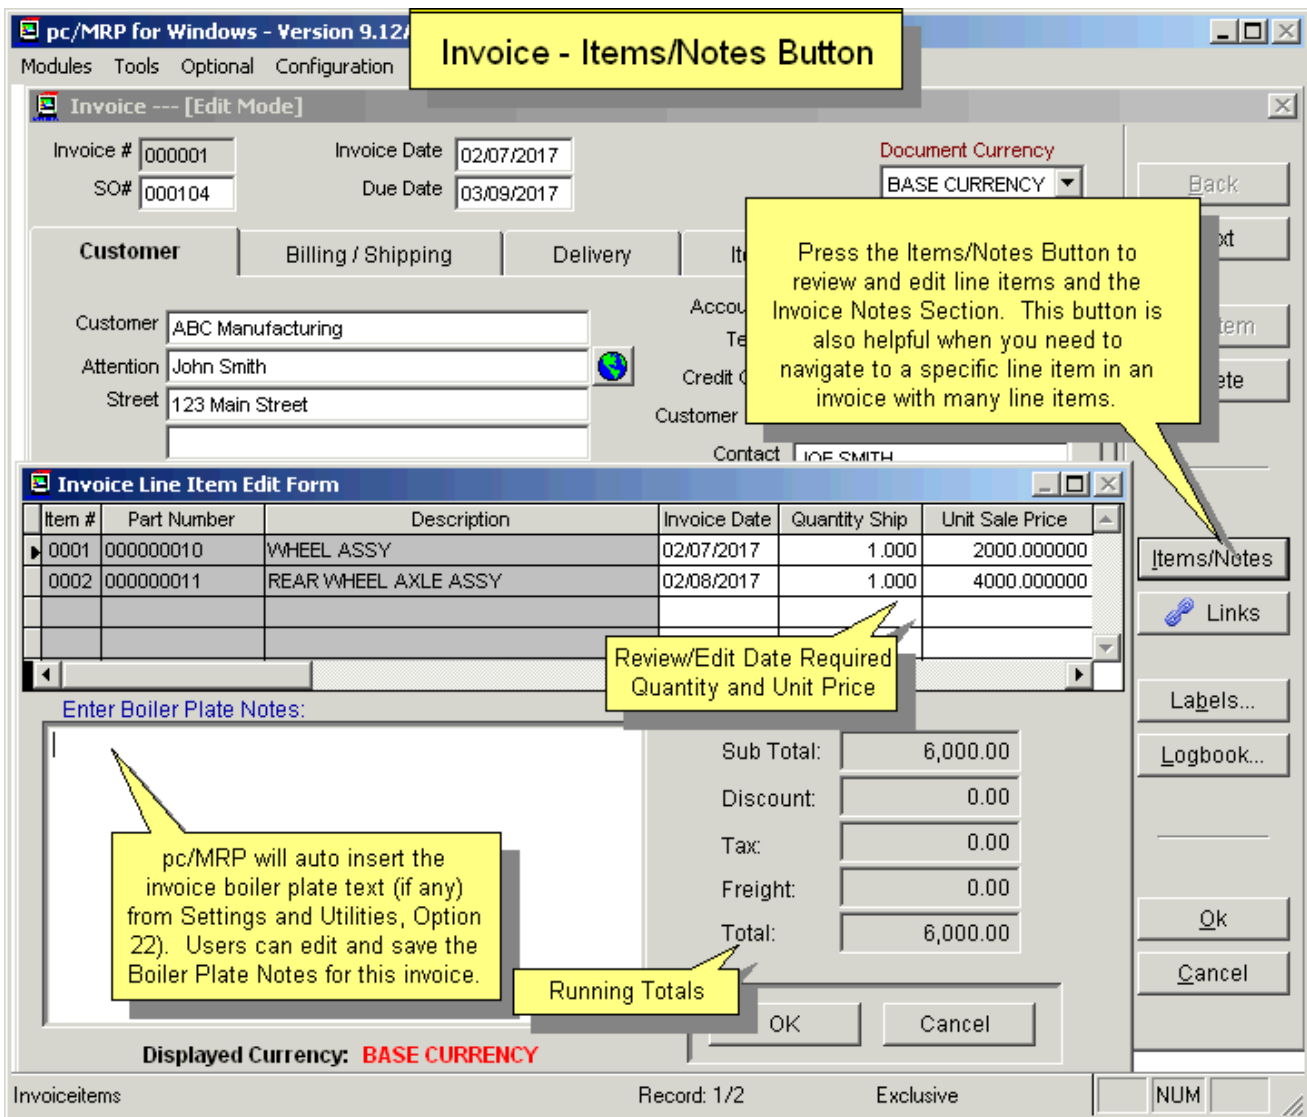 pc/MRP for Windows - Version 9.12
Invoice - Items/Notes Button
Modules Tools Optional Configuration
Invoice --- [Edit Mode]
Invoice # 000001 Invoice Date 02/07/2017 Document Currency
SO# 000104 Due Date 03/09/2017 BASE CURRENCY
Back
Customer Billing / Shipping Delivery
Press the Items/Notes Button to
review and edit line items and the
Invoice Notes Section. This button is
also helpful when you need to
navigate to a specific line item in an
invoice with many line items.
Customer ABC Manufacturing
Attention John Smith
Street 123 Main Street
Credit
Customer
Contact JOE SMITH
Invoice Line Item Edit Form
Item # Part Number Description Invoice Date Quantity Ship Unit Sale Price
0001 000000010 WHEEL ASSY 02/07/2017 1.000 2000.000000
0002 000000011 REAR WHEEL AXLE ASSY 02/08/2017 1.000 4000.000000
Items/Notes
Links
Review/Edit Date Required
Quantity and Unit Price
Labels...
Logbook...
Enter Boiler Plate Notes:
Sub Total: 6,000.00
Discount: 0.00
Tax: 0.00
Freight: 0.00
Total: 6,000.00
pc/MRP will auto insert the
invoice boiler plate text (if any)
from Settings and Utilities, Option
22). Users can edit and save the
Boiler Plate Notes for this invoice.
Running Totals
OK Cancel
Ok
Cancel
Displayed Currency: BASE CURRENCY
Invoiceitems Record: 1/2 Exclusive NUM